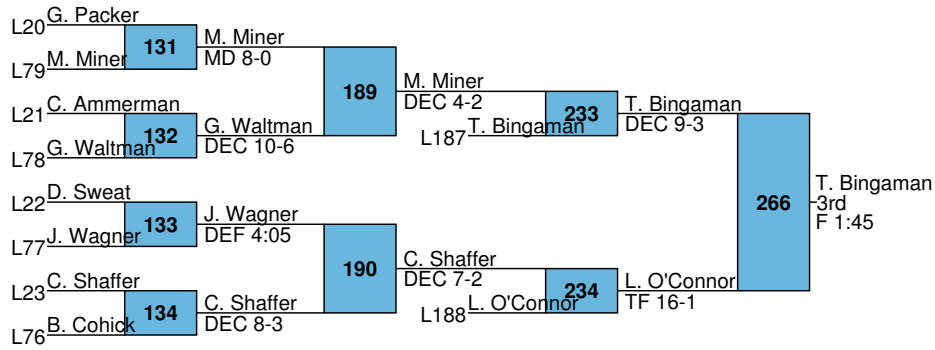 L20 G. Packer
L79 M. Miner
131
M. Miner
MD 8-0
L21 C. Ammerman
L78 G. Waltman
132
G. Waltman
DEC 10-6
189
M. Miner
DEC 4-2
L187 T. Bingaman
233
T. Bingaman
DEC 9-3
L22 D. Sweat
L77 J. Wagner
133
J. Wagner
DEF 4:05
L23 C. Shaffer
L76 B. Cohick
134
C. Shaffer
DEC 8-3
190
C. Shaffer
DEC 7-2
L188 L. O'Connor
234
L. O'Connor
TF 16-1
266
T. Bingaman
3rd
F 1:45